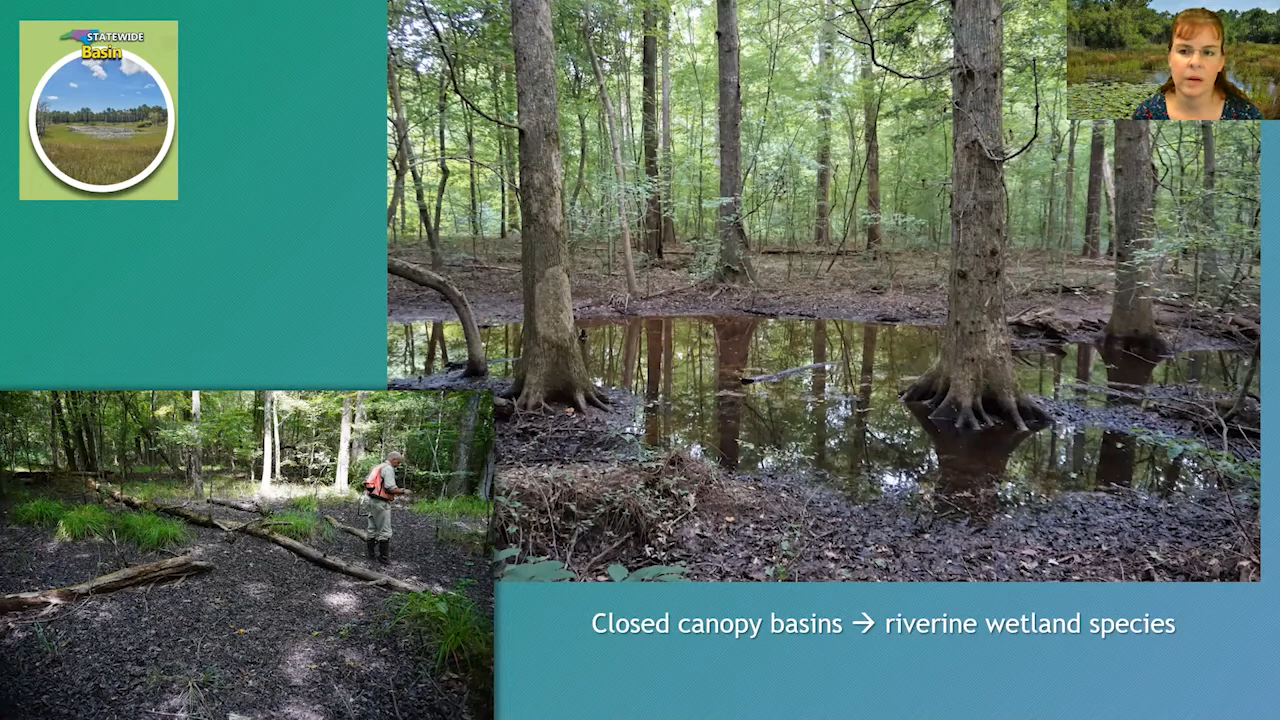 STATEWIDE
Basin
Closed canopy basins → riverine wetland species